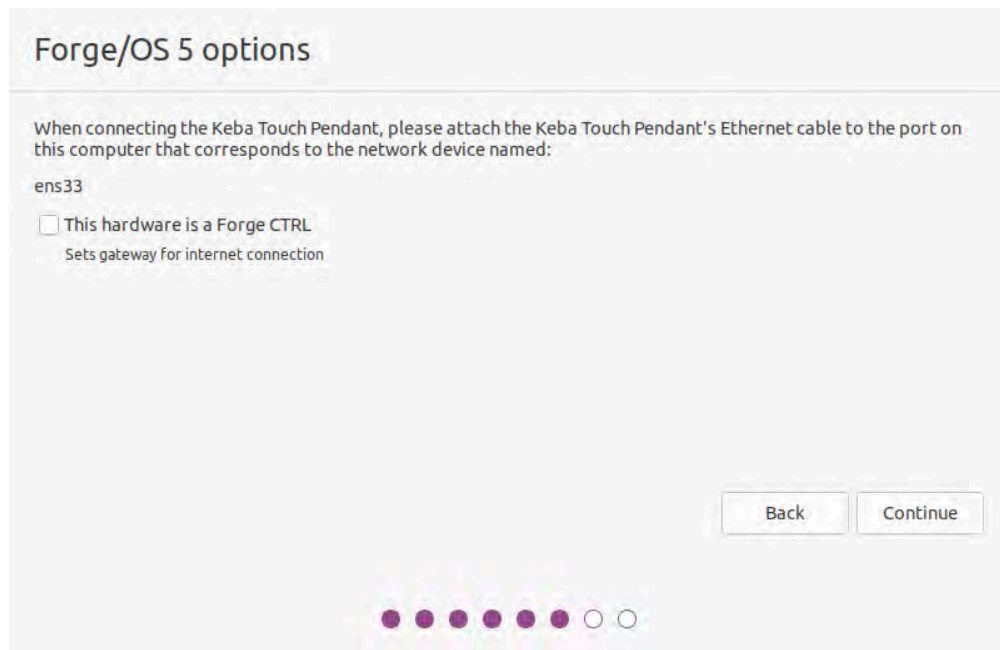 Forge/OS 5 options
When connecting the Keba Touch Pendant, please attach the Keba Touch Pendant's Ethernet cable to the port on
this computer that corresponds to the network device named:
ens33
This hardware is a Forge CTRL
Sets gateway for internet connection
Back
Continue